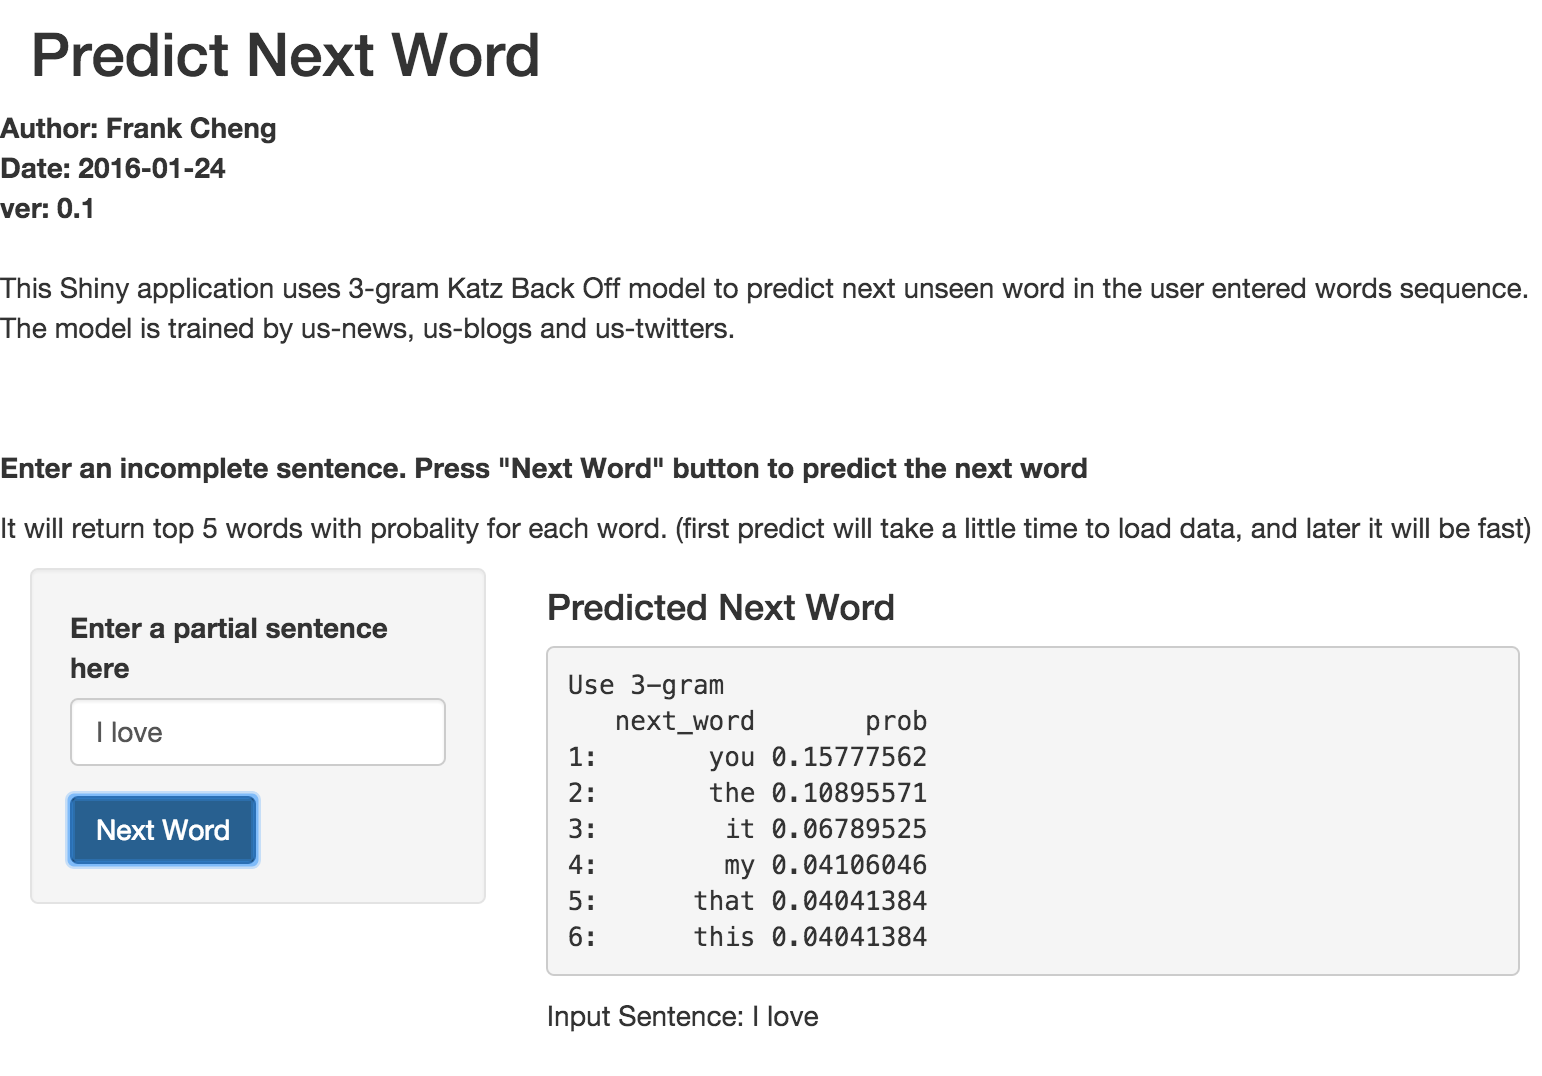 Predict Next Word
Author: Frank Cheng
Date: 2016-01-24
ver: 0.1
This Shiny application uses 3-gram Katz Back Off model to predict next unseen word in the user entered words sequence.
The model is trained by us-news, us-blogs and us-twitters.
Enter an incomplete sentence. Press "Next Word" button to predict the next word
It will return top 5 words with probality for each word. (first predict will take a little time to load data, and later it will be fast)
Enter a partial sentence
here
I love
Next Word
Predicted Next Word
Use 3-gram
next_word prob
1: you 0.15777562
2: the 0.10895571
3: it 0.06789525
4: my 0.04106046
5: that 0.04041384
6: this 0.04041384
Input Sentence: I love